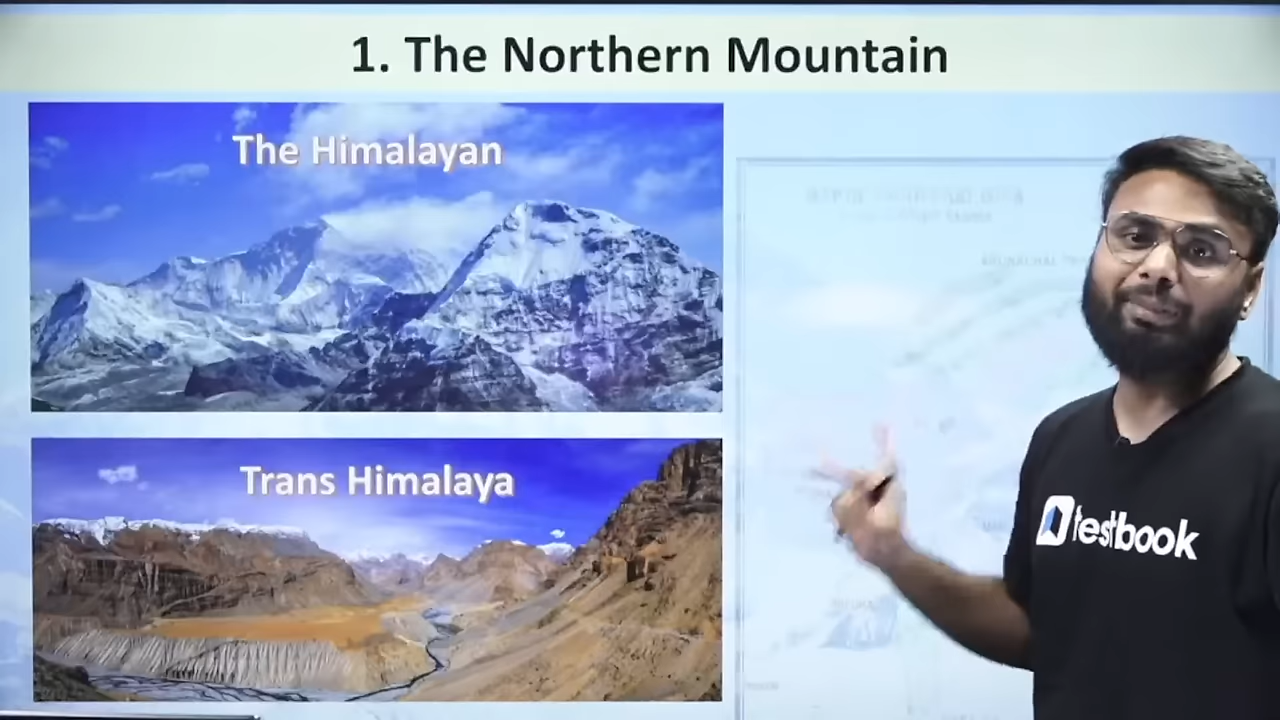 1. The Northern Mountain
The Himalayan
Trans Himalaya
testbook